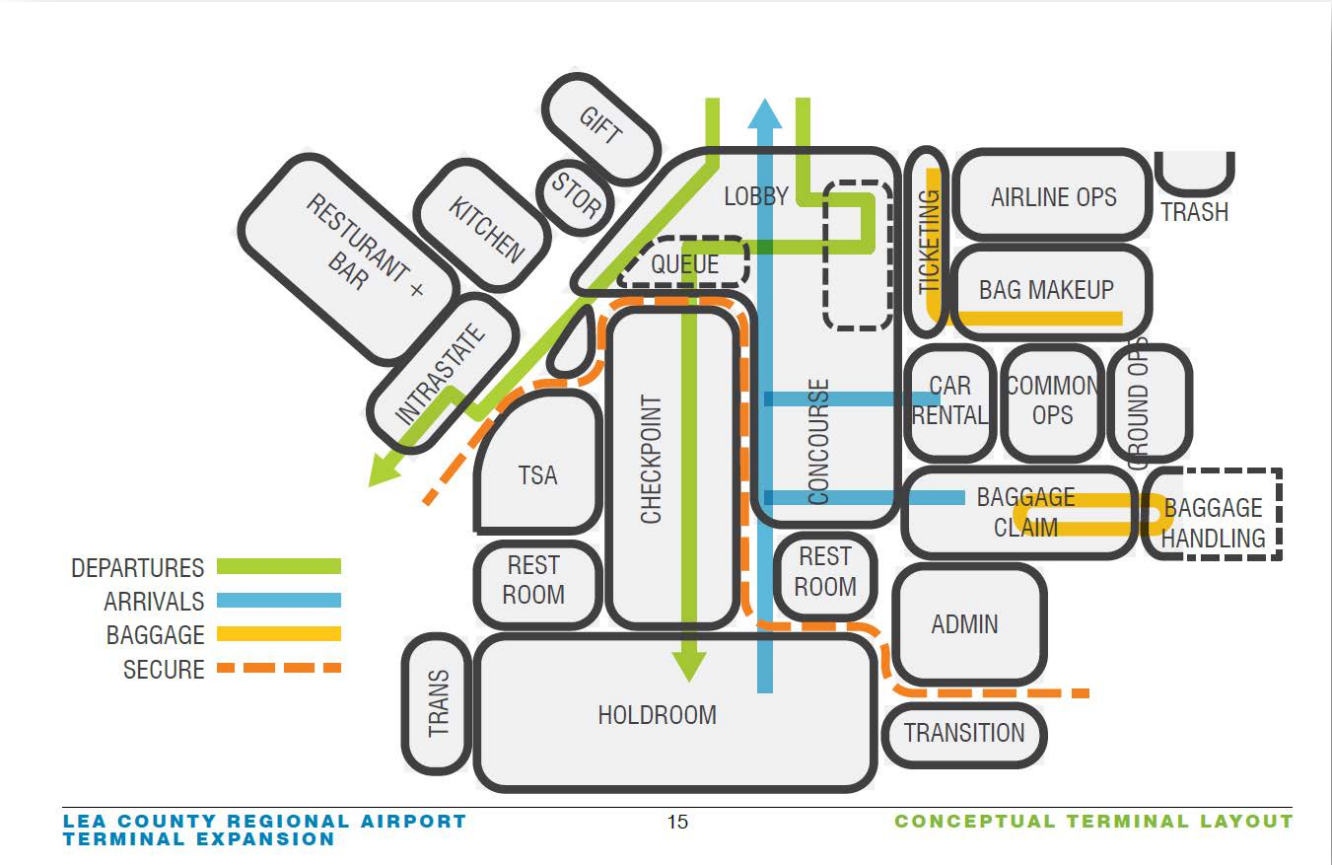 GIFT
STOR
KITCHEN
RESTURANT +
BAR
INTRASTATE
LOBBY
QUEUE
TICKETING
AIRLINE OPS
TRASH
BAG MAKEUP
CAR
RENTAL
COMMON
OPS
GROUND OPS
CONCOURSE
CHECKPOINT
TSA
BAGGAGE
CLAIM
BAGGAGE
HANDLING
REST
ROOM
REST
ROOM
ADMIN
TRANS
HOLDROOM
TRANSITION
DEPARTURES
ARRIVALS
BAGGAGE
SECURE
LEA COUNTY REGIONAL AIRPORT
TERMINAL EXPANSION
15
CONCEPTUAL TERMINAL LAYOUT